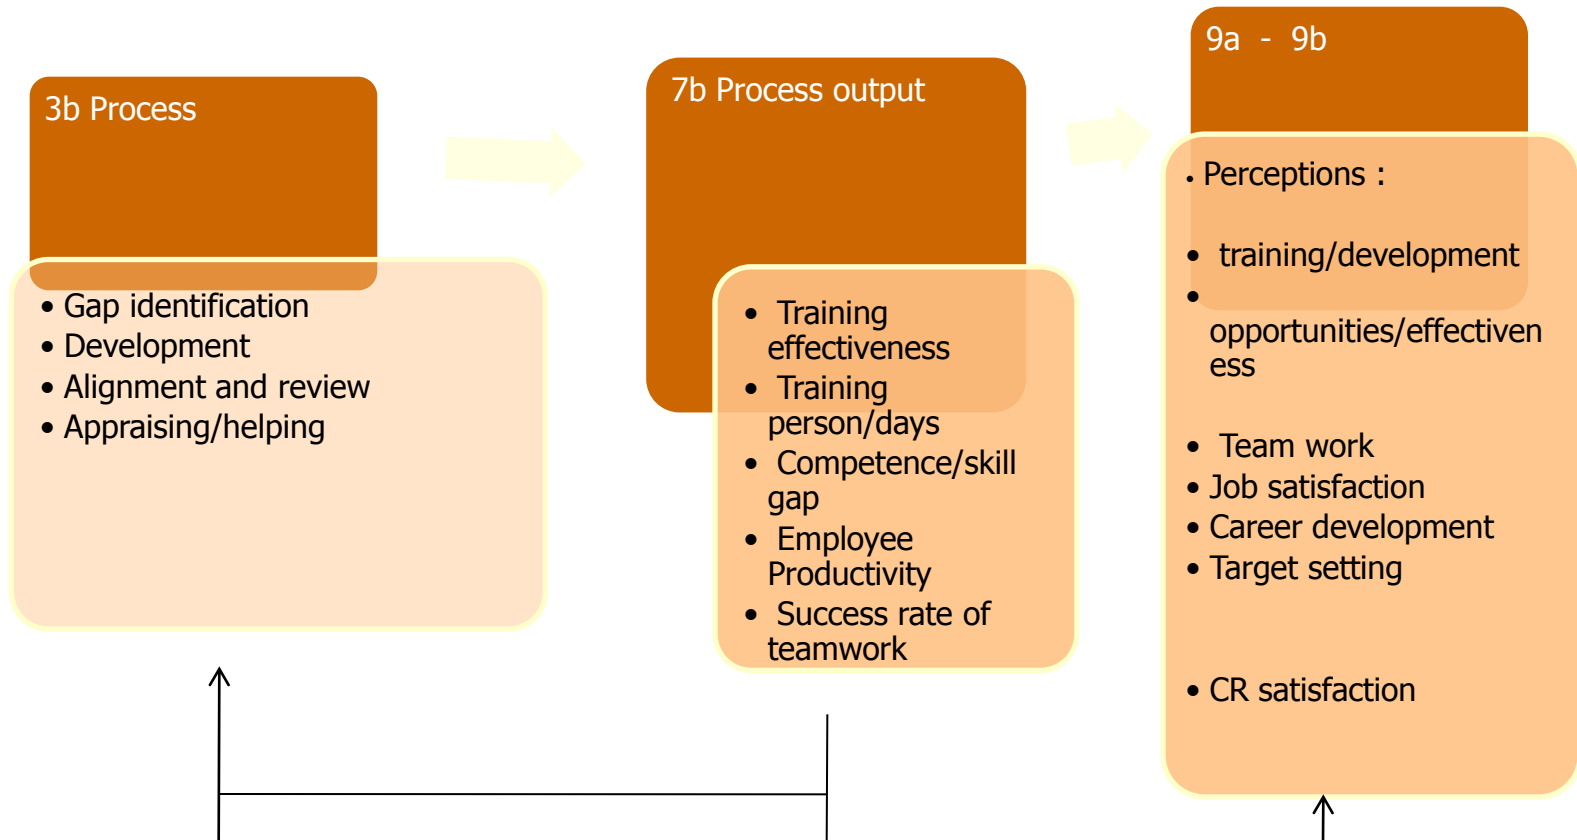 3b Process
• Gap identification
• Development
• Alignment and review
• Appraising/helping
7b Process output
• Training
effectiveness
• Training
person/days
• Competence/skill
gap
• Employee
Productivity
• Success rate of
teamwork
9a - 9b
• Perceptions :
• training/development
•
opportunities/effectiven
ess
• Team work
• Job satisfaction
• Career development
• Target setting
• CR satisfaction